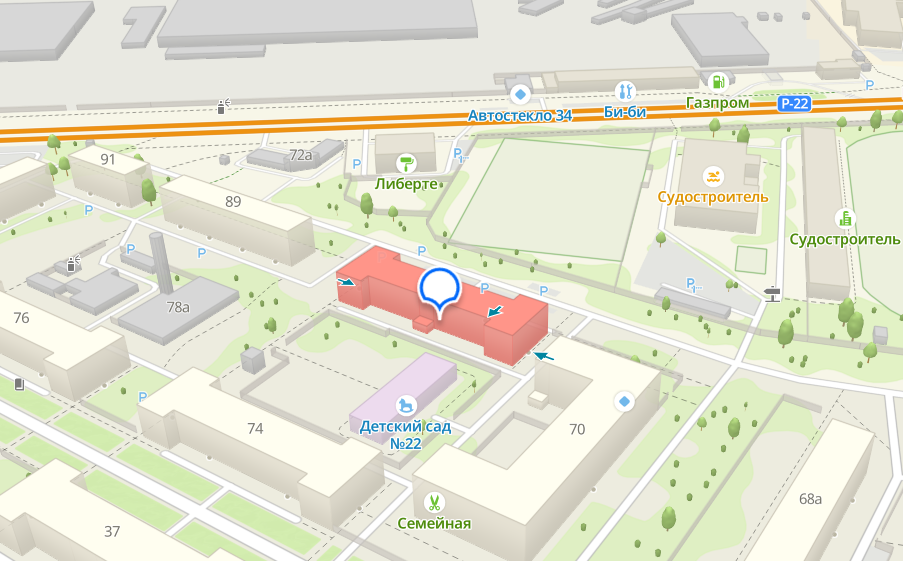 Газпром
Р-22
P
Автостекло 34
Би-би
91
72а
P
P
Либерте
Судостроитель
89
P
Судостроитель
P
P
P
P
P
P
78а
76
P
74
Детский сад
№22
70
68а
Семейная
37